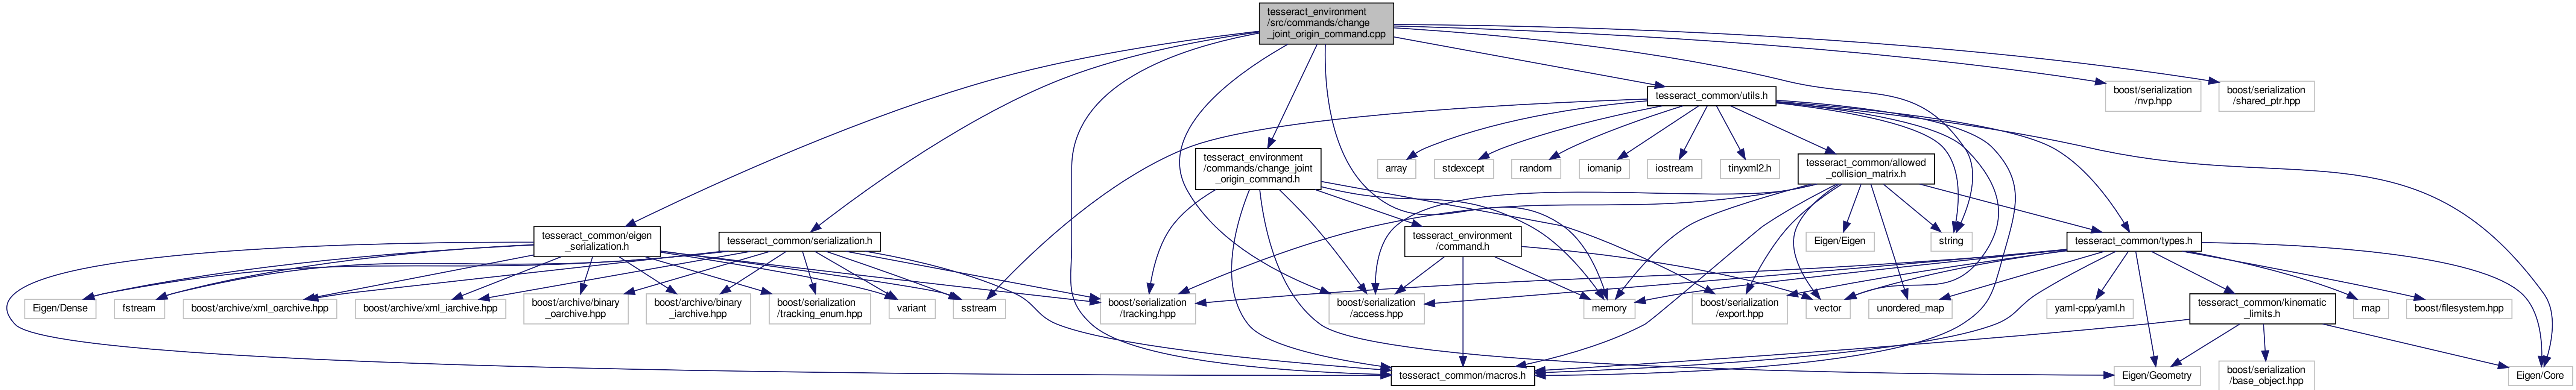 tesseract_environment
/src/commands/change
_joint_origin_command.cpp
tesseract_common/utils.h
boost/serialization
/nvp.hpp
boost/serialization
/shared_ptr.hpp
tesseract_environment
/commands/change_joint
_origin_command.h
array
stdexcept
random
iomanip
iostream
tinyxml2.h
tesseract_common/allowed
_collision_matrix.h
tesseract_common/eigen
_serialization.h
tesseract_common/serialization.h
tesseract_environment
/command.h
Eigen/Eigen
string
tesseract_common/types.h
Eigen/Dense
fstream
boost/archive/xml_oarchive.hpp
boost/archive/xml_iarchive.hpp
boost/archive/binary
_oarchive.hpp
boost/archive/binary
_iarchive.hpp
boost/serialization
/tracking_enum.hpp
variant
sstream
boost/serialization
/tracking.hpp
boost/serialization
/access.hpp
memory
boost/serialization
/export.hpp
vector
unordered_map
yaml-cpp/yaml.h
tesseract_common/kinematic
_limits.h
map
boost/filesystem.hpp
tesseract_common/macros.h
Eigen/Geometry
boost/serialization
/base_object.hpp
Eigen/Core